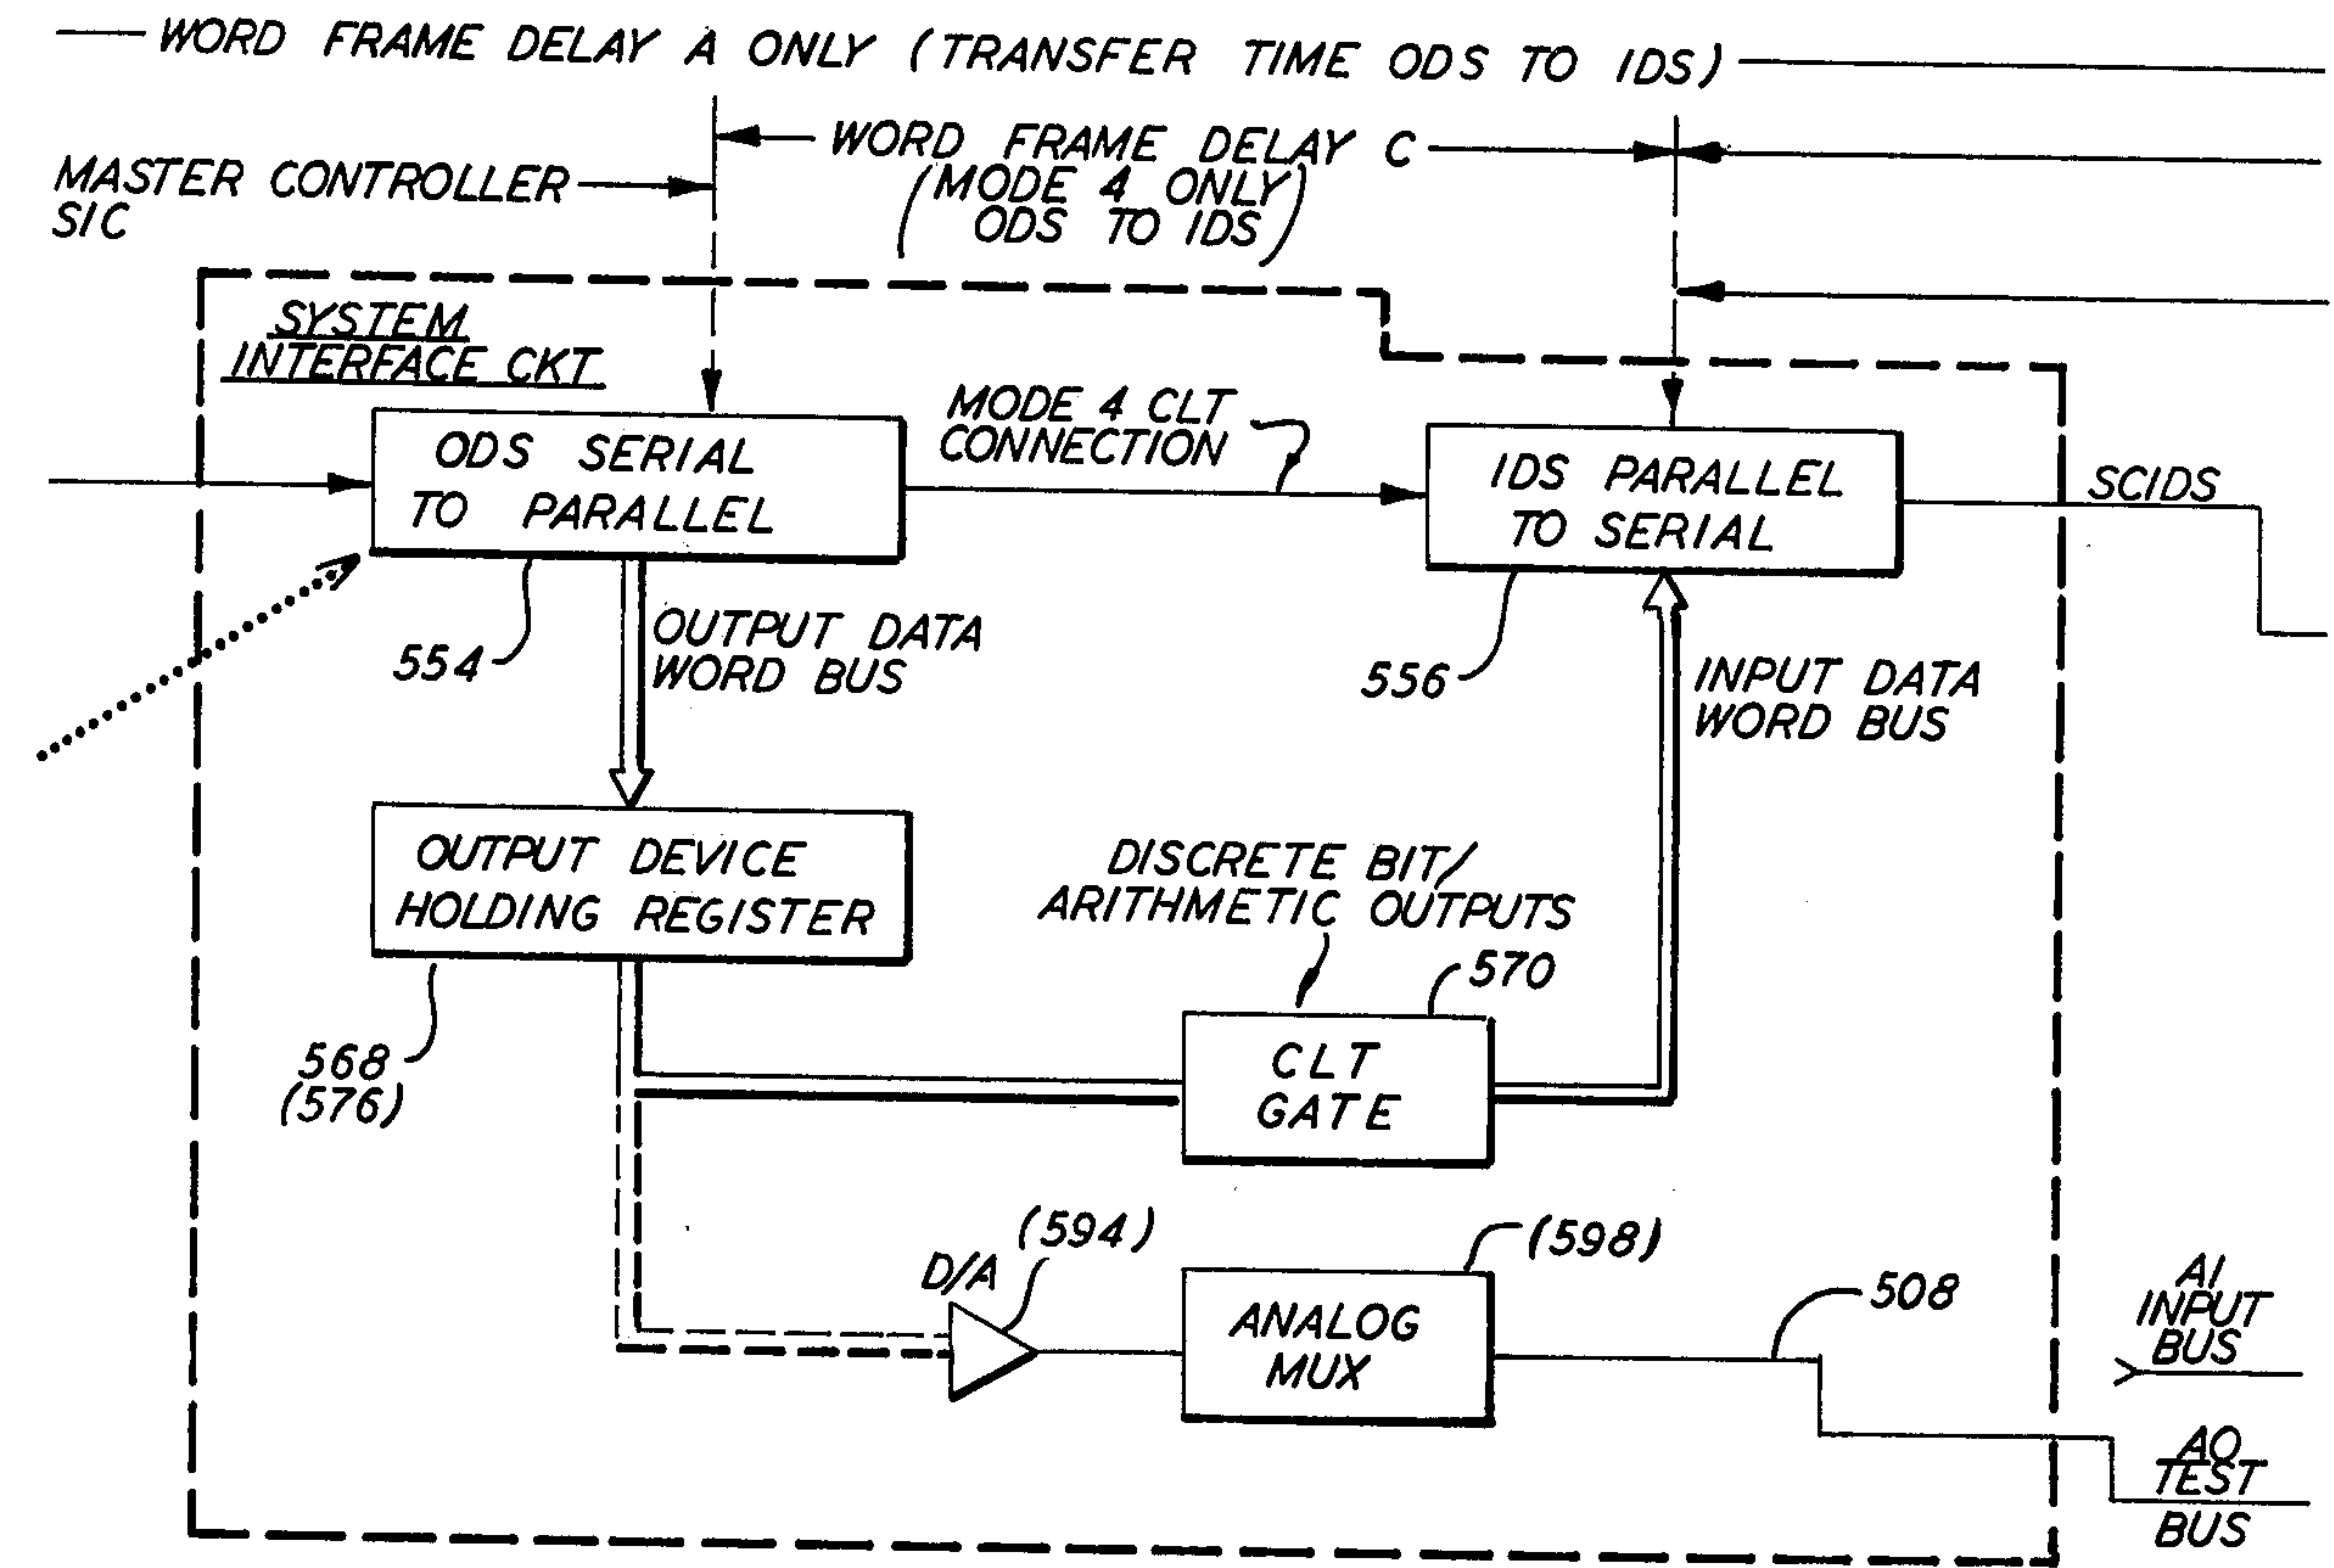 WORD FRAME DELAY A ONLY (TRANSFER TIME ODS TO IDS)
WORD FRAME DELAY C
(MODE 4 ONLY
ODS TO IDS)
MASTER CONTROLLER
SIC
SYSTEM
INTERFACE CKT
ODS SERIAL
TO PARALLEL
MODE 4 CLT
CONNECTION
IDS PARALLEL
TO SERIAL
SCIDS
554
OUTPUT DATA
WORD BUS
556
INPUT DATA
WORD BUS
OUTPUT DEVICE
HOLDING REGISTER
DISCRETE BIT/
ARITHMETIC OUTPUTS
570
568
(576)
CLT
GATE
D/A
(594)
(598)
ANALOG
MUX
508
AI
INPUT
BUS
AO
TEST
BUS